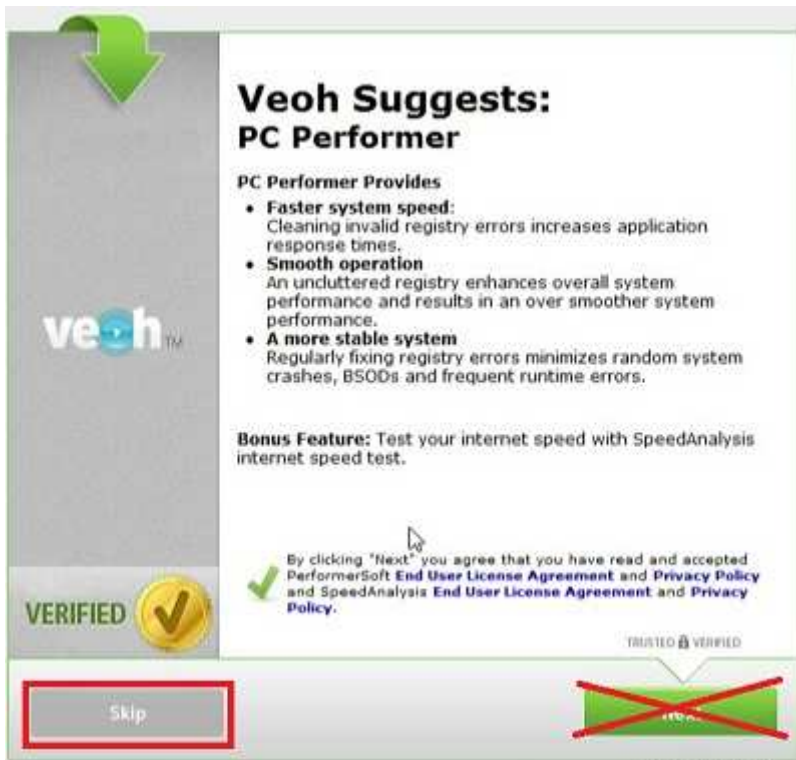 Veoh Suggests:
PC Performer
PC Performer Provides
• Faster system speed:
Cleaning invalid registry errors increases application
response times.
• Smooth operation
An uncluttered registry enhances overall system
performance and results in an over smoother system
performance.
• A more stable system
Regularly fixing registry errors minimizes random system
crashes, BSODs and frequent runtime errors.
veoh TM
Bonus Feature: Test your internet speed with SpeedAnalysis
internet speed test.
By clicking "Next" you agree that you have read and accepted
PerformerSoft End User License Agreement and Privacy Policy
and SpeedAnalysis End User License Agreement and Privacy
Policy.
VERIFIED
TRUSTED VERIFIED
Skip
Next